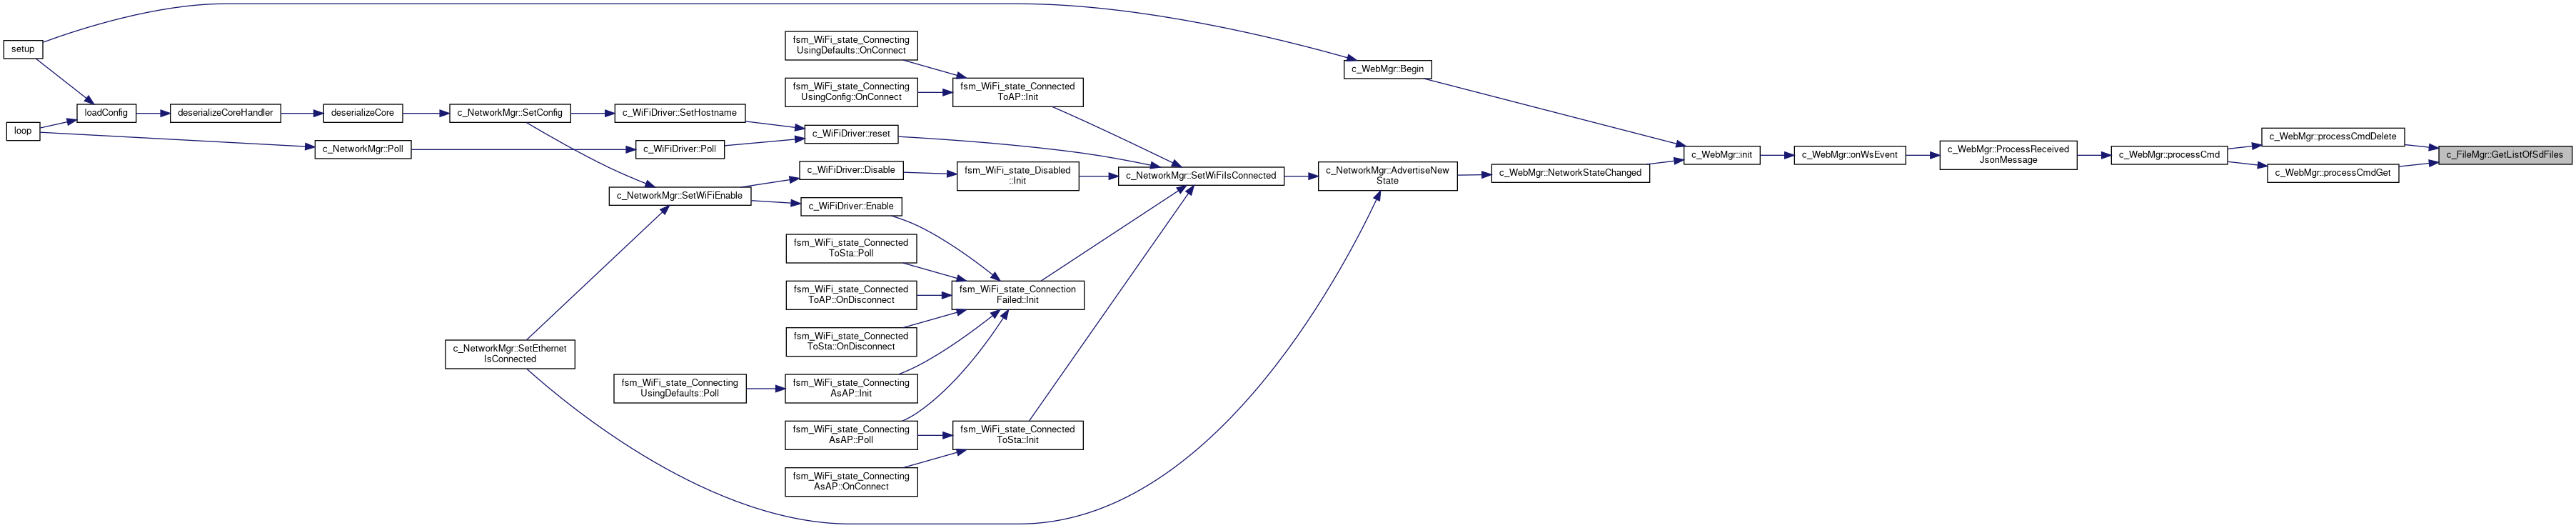 setup
loop
loadConfig
deserializeCoreHandler
c_NetworkMgr::Poll
deserializeCore
c_NetworkMgr::SetConfig
c_NetworkMgr::SetEthernet
IsConnected
c_WiFiDriver::SetHostname
c_WiFiDriver::Poll
c_NetworkMgr::SetWiFiEnable
fsm_WiFi_state_Connecting
UsingDefaults::Poll
fsm_WiFi_state_Connecting
UsingDefaults::OnConnect
fsm_WiFi_state_Connecting
UsingConfig::OnConnect
c_WiFiDriver::reset
c_WiFiDriver::Disable
c_WiFiDriver::Enable
fsm_WiFi_state_Connected
ToSta::Poll
fsm_WiFi_state_Connected
ToAP::OnDisconnect
fsm_WiFi_state_Connected
ToSta::OnDisconnect
fsm_WiFi_state_Connecting
AsAP::Init
fsm_WiFi_state_Connecting
AsAP::Poll
fsm_WiFi_state_Connecting
AsAP::OnConnect
fsm_WiFi_state_Connected
ToAP::Init
fsm_WiFi_state_Disabled
::Init
fsm_WiFi_state_Connection
Failed::Init
fsm_WiFi_state_Connected
ToSta::Init
c_NetworkMgr::SetWiFiIsConnected
c_NetworkMgr::AdvertiseNew
State
c_WebMgr::Begin
c_WebMgr::NetworkStateChanged
c_WebMgr::init
c_WebMgr::onWsEvent
c_WebMgr::ProcessReceived
JsonMessage
c_WebMgr::processCmd
c_WebMgr::processCmdDelete
c_WebMgr::processCmdGet
c_FileMgr::GetListOfSdFiles